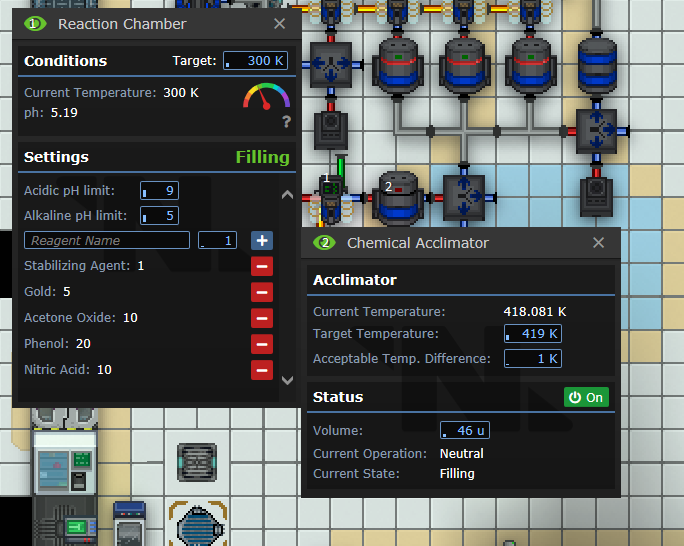 1 Reaction Chamber
Conditions Target: 300 K
Current Temperature: 300 K
ph: 5.19
?
Settings Filling
Acidic pH limit: 9
Alkaline pH limit: 5
Reagent Name 1 +
Stabilizing Agent: 1
Gold: 5
Acetone Oxide: 10
Phenol: 20
Nitric Acid: 10
1
2
2 Chemical Acclimator
Acclimator
Current Temperature: 418.081 K
Target Temperature: 419 K
Acceptable Temp. Difference: 1 K
Status On
Volume: 46 u
Current Operation: Neutral
Current State: Filling